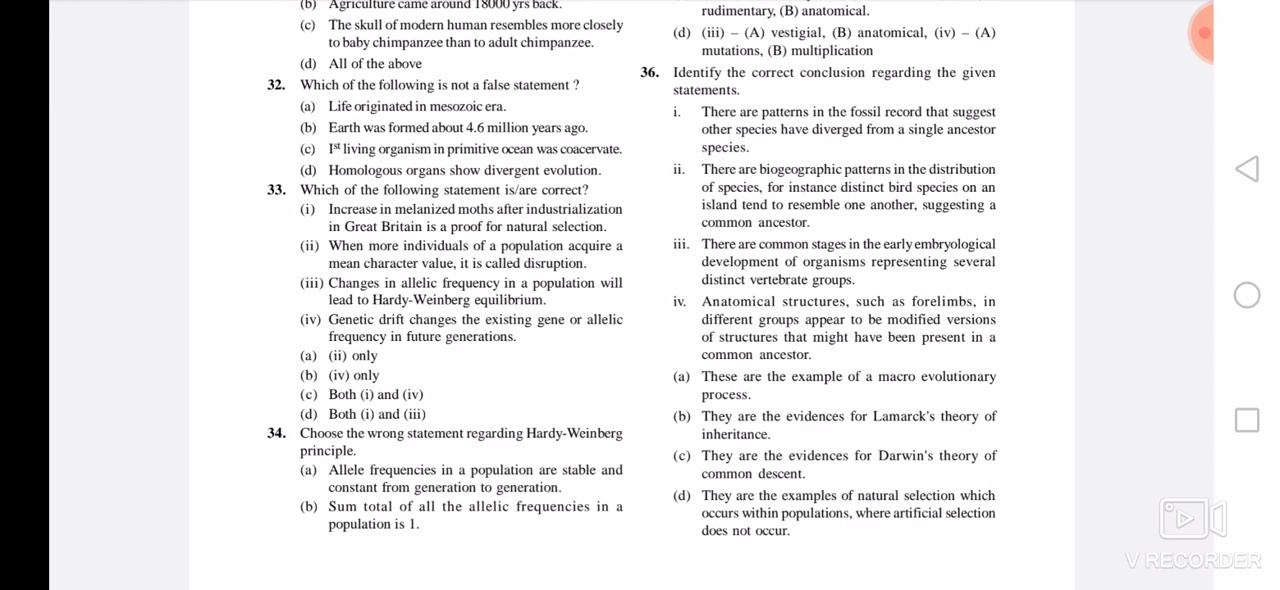 (b) Agriculture came around 18000 yrs back.
(c) The skull of modern human resembles more closely
to baby chimpanzee than to adult chimpanzee.
(d) All of the above
32. Which of the following is not a false statement ?
(a) Life originated in mesozoic era.
(b) Earth was formed about 4.6 million years ago.
(c) Ist living organism in primitive ocean was coacervate.
(d) Homologous organs show divergent evolution.
33. Which of the following statement is/are correct?
(i) Increase in melanized moths after industrialization
in Great Britain is a proof for natural selection.
(ii) When more individuals of a population acquire a
mean character value, it is called disruption.
(iii) Changes in allelic frequency in a population will
lead to Hardy-Weinberg equilibrium.
(iv) Genetic drift changes the existing gene or allelic
frequency in future generations.
(a) (ii) only
(b) (iv) only
(c) Both (i) and (iv)
(d) Both (i) and (iii)
34. Choose the wrong statement regarding Hardy-Weinberg
principle.
(a) Allele frequencies in a population are stable and
constant from generation to generation.
(b) Sum total of all the allelic frequencies in a
population is 1.
rudimentary, (B) anatomical.
(d) (iii) – (A) vestigial, (B) anatomical, (iv) – (A)
mutations, (B) multiplication
36. Identify the correct conclusion regarding the given
statements.
i. There are patterns in the fossil record that suggest
other species have diverged from a single ancestor
species.
ii. There are biogeographic patterns in the distribution
of species, for instance distinct bird species on an
island tend to resemble one another, suggesting a
common ancestor.
iii. There are common stages in the early embryological
development of organisms representing several
distinct vertebrate groups.
iv. Anatomical structures, such as forelimbs, in
different groups appear to be modified versions
of structures that might have been present in a
common ancestor.
(a) These are the example of a macro evolutionary
process.
(b) They are the evidences for Lamarck's theory of
inheritance.
(c) They are the evidences for Darwin's theory of
common descent.
(d) They are the examples of natural selection which
occurs within populations, where artificial selection
does not occur.
V RECORDER